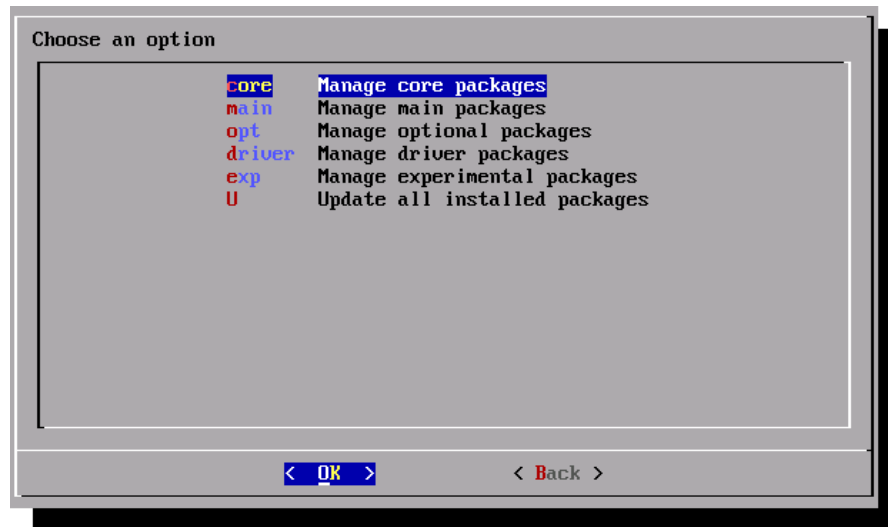 Choose an option
core Manage core packages
main Manage main packages
opt Manage optional packages
driver Manage driver packages
exp Manage experimental packages
U Update all installed packages
< OK > < Back >